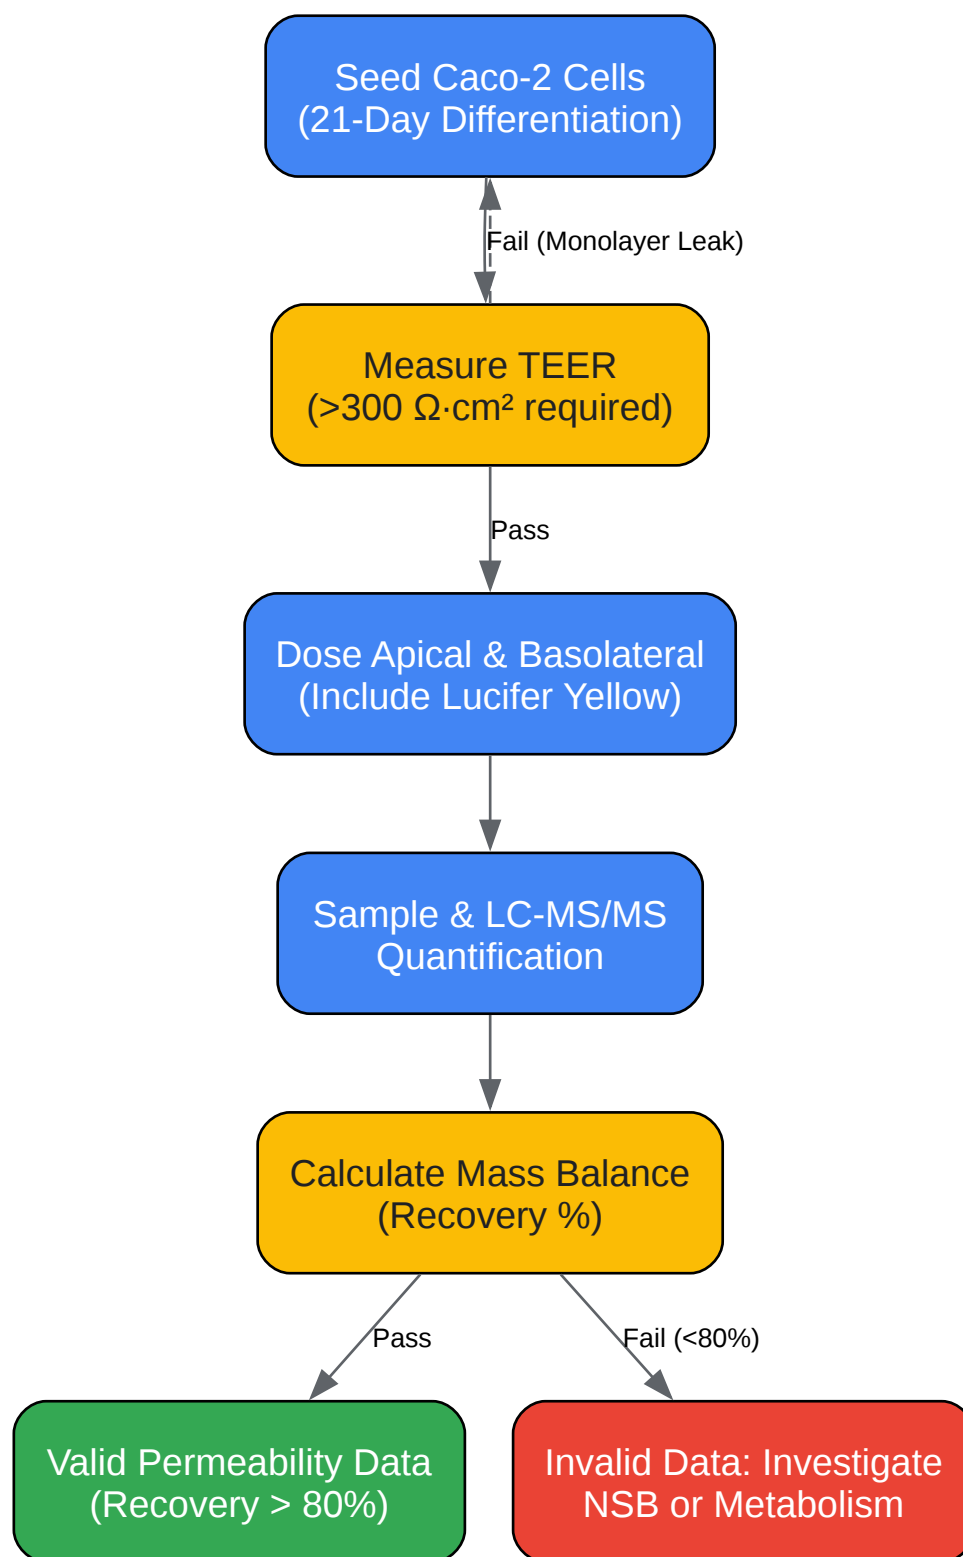 Seed Caco-2 Cells
(21-Day Differentiation)
Fail (Monolayer Leak)
Measure TEER
(>300 Ω·cm² required)
Pass
Dose Apical & Basolateral
(Include Lucifer Yellow)
Sample & LC-MS/MS
Quantification
Calculate Mass Balance
(Recovery %)
Pass
Fail (<80%)
Valid Permeability Data
(Recovery > 80%)
Invalid Data: Investigate
NSB or Metabolism